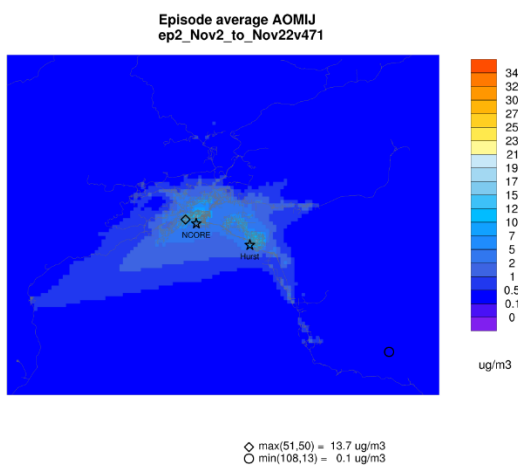 Episode average AOMIJ
ep2_Nov2_to_Nov22v471
34
32
30
27
25
23
21
19
17
15
12
10
7
5
2
1
0.5
0.1
0
ug/m3
NCORE
Hurst
max(51,50) = 13.7 ug/m3
min(108,13) = 0.1 ug/m3